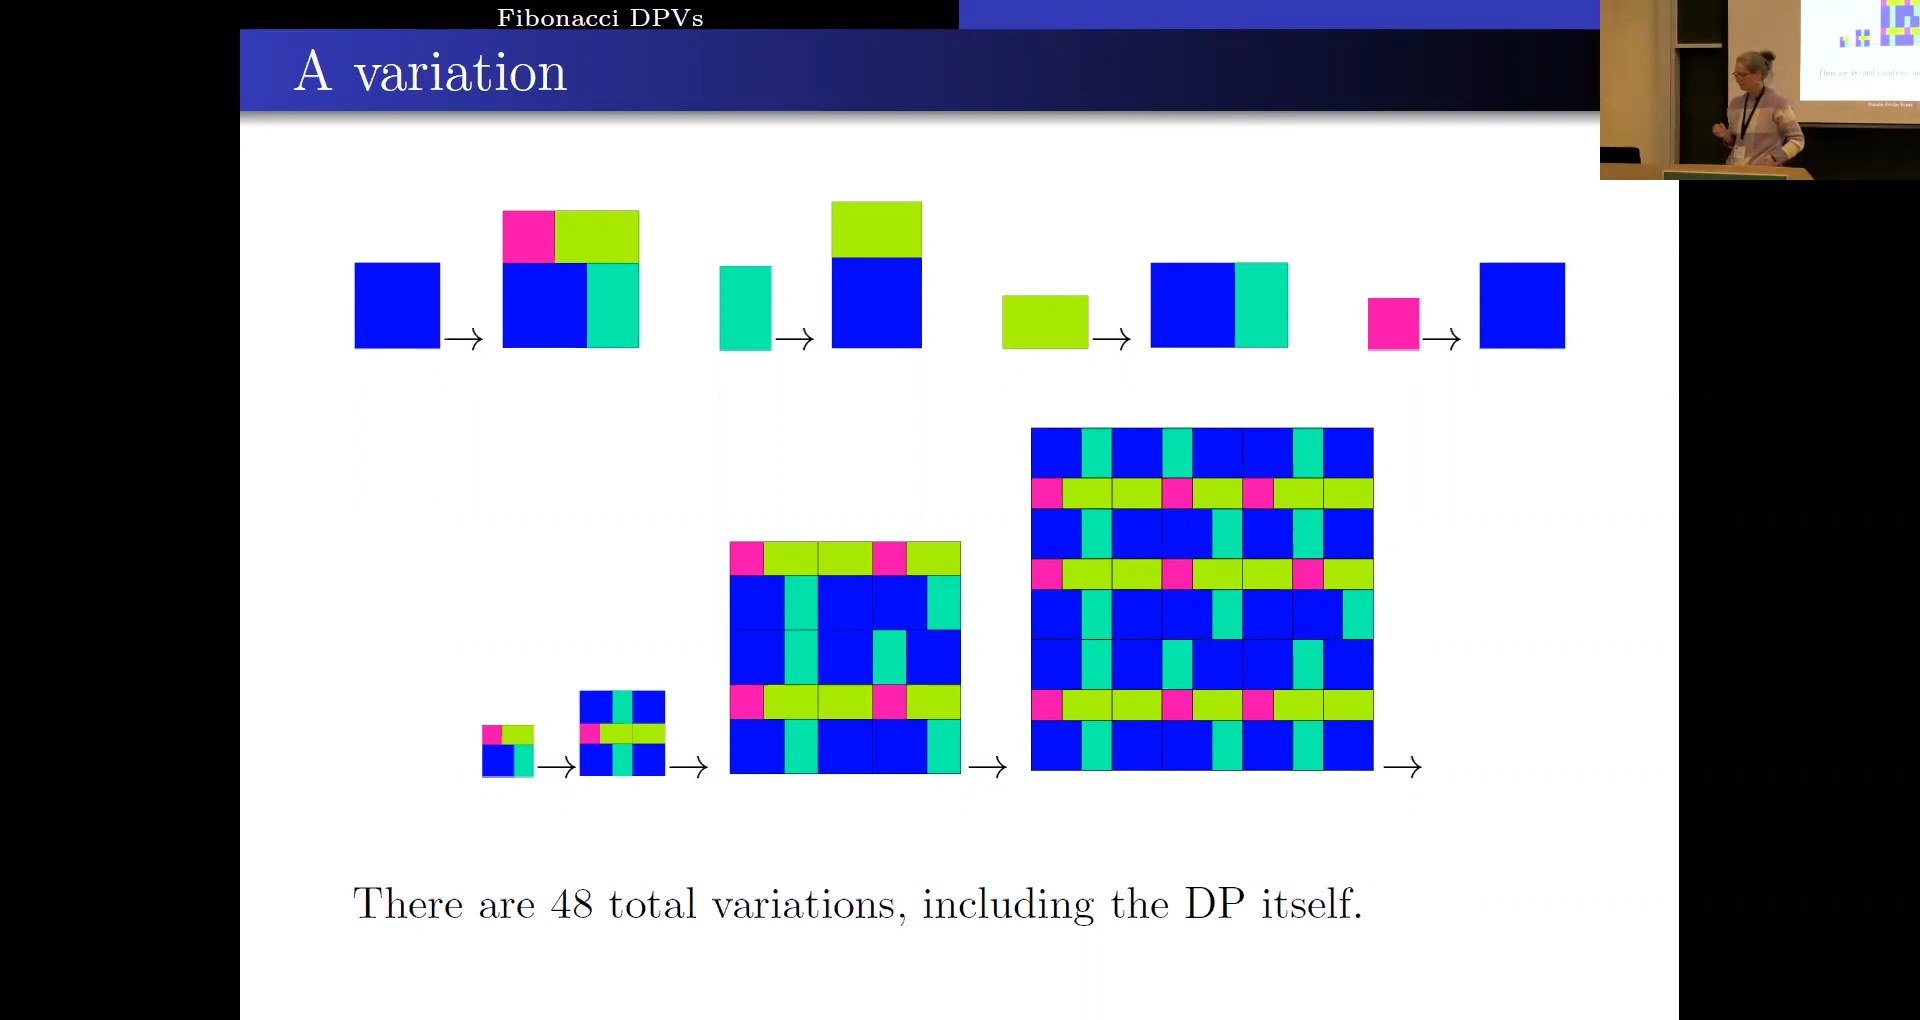 Fibonacci DPVs
A variation
There are 48 total variations, including the DP itself.